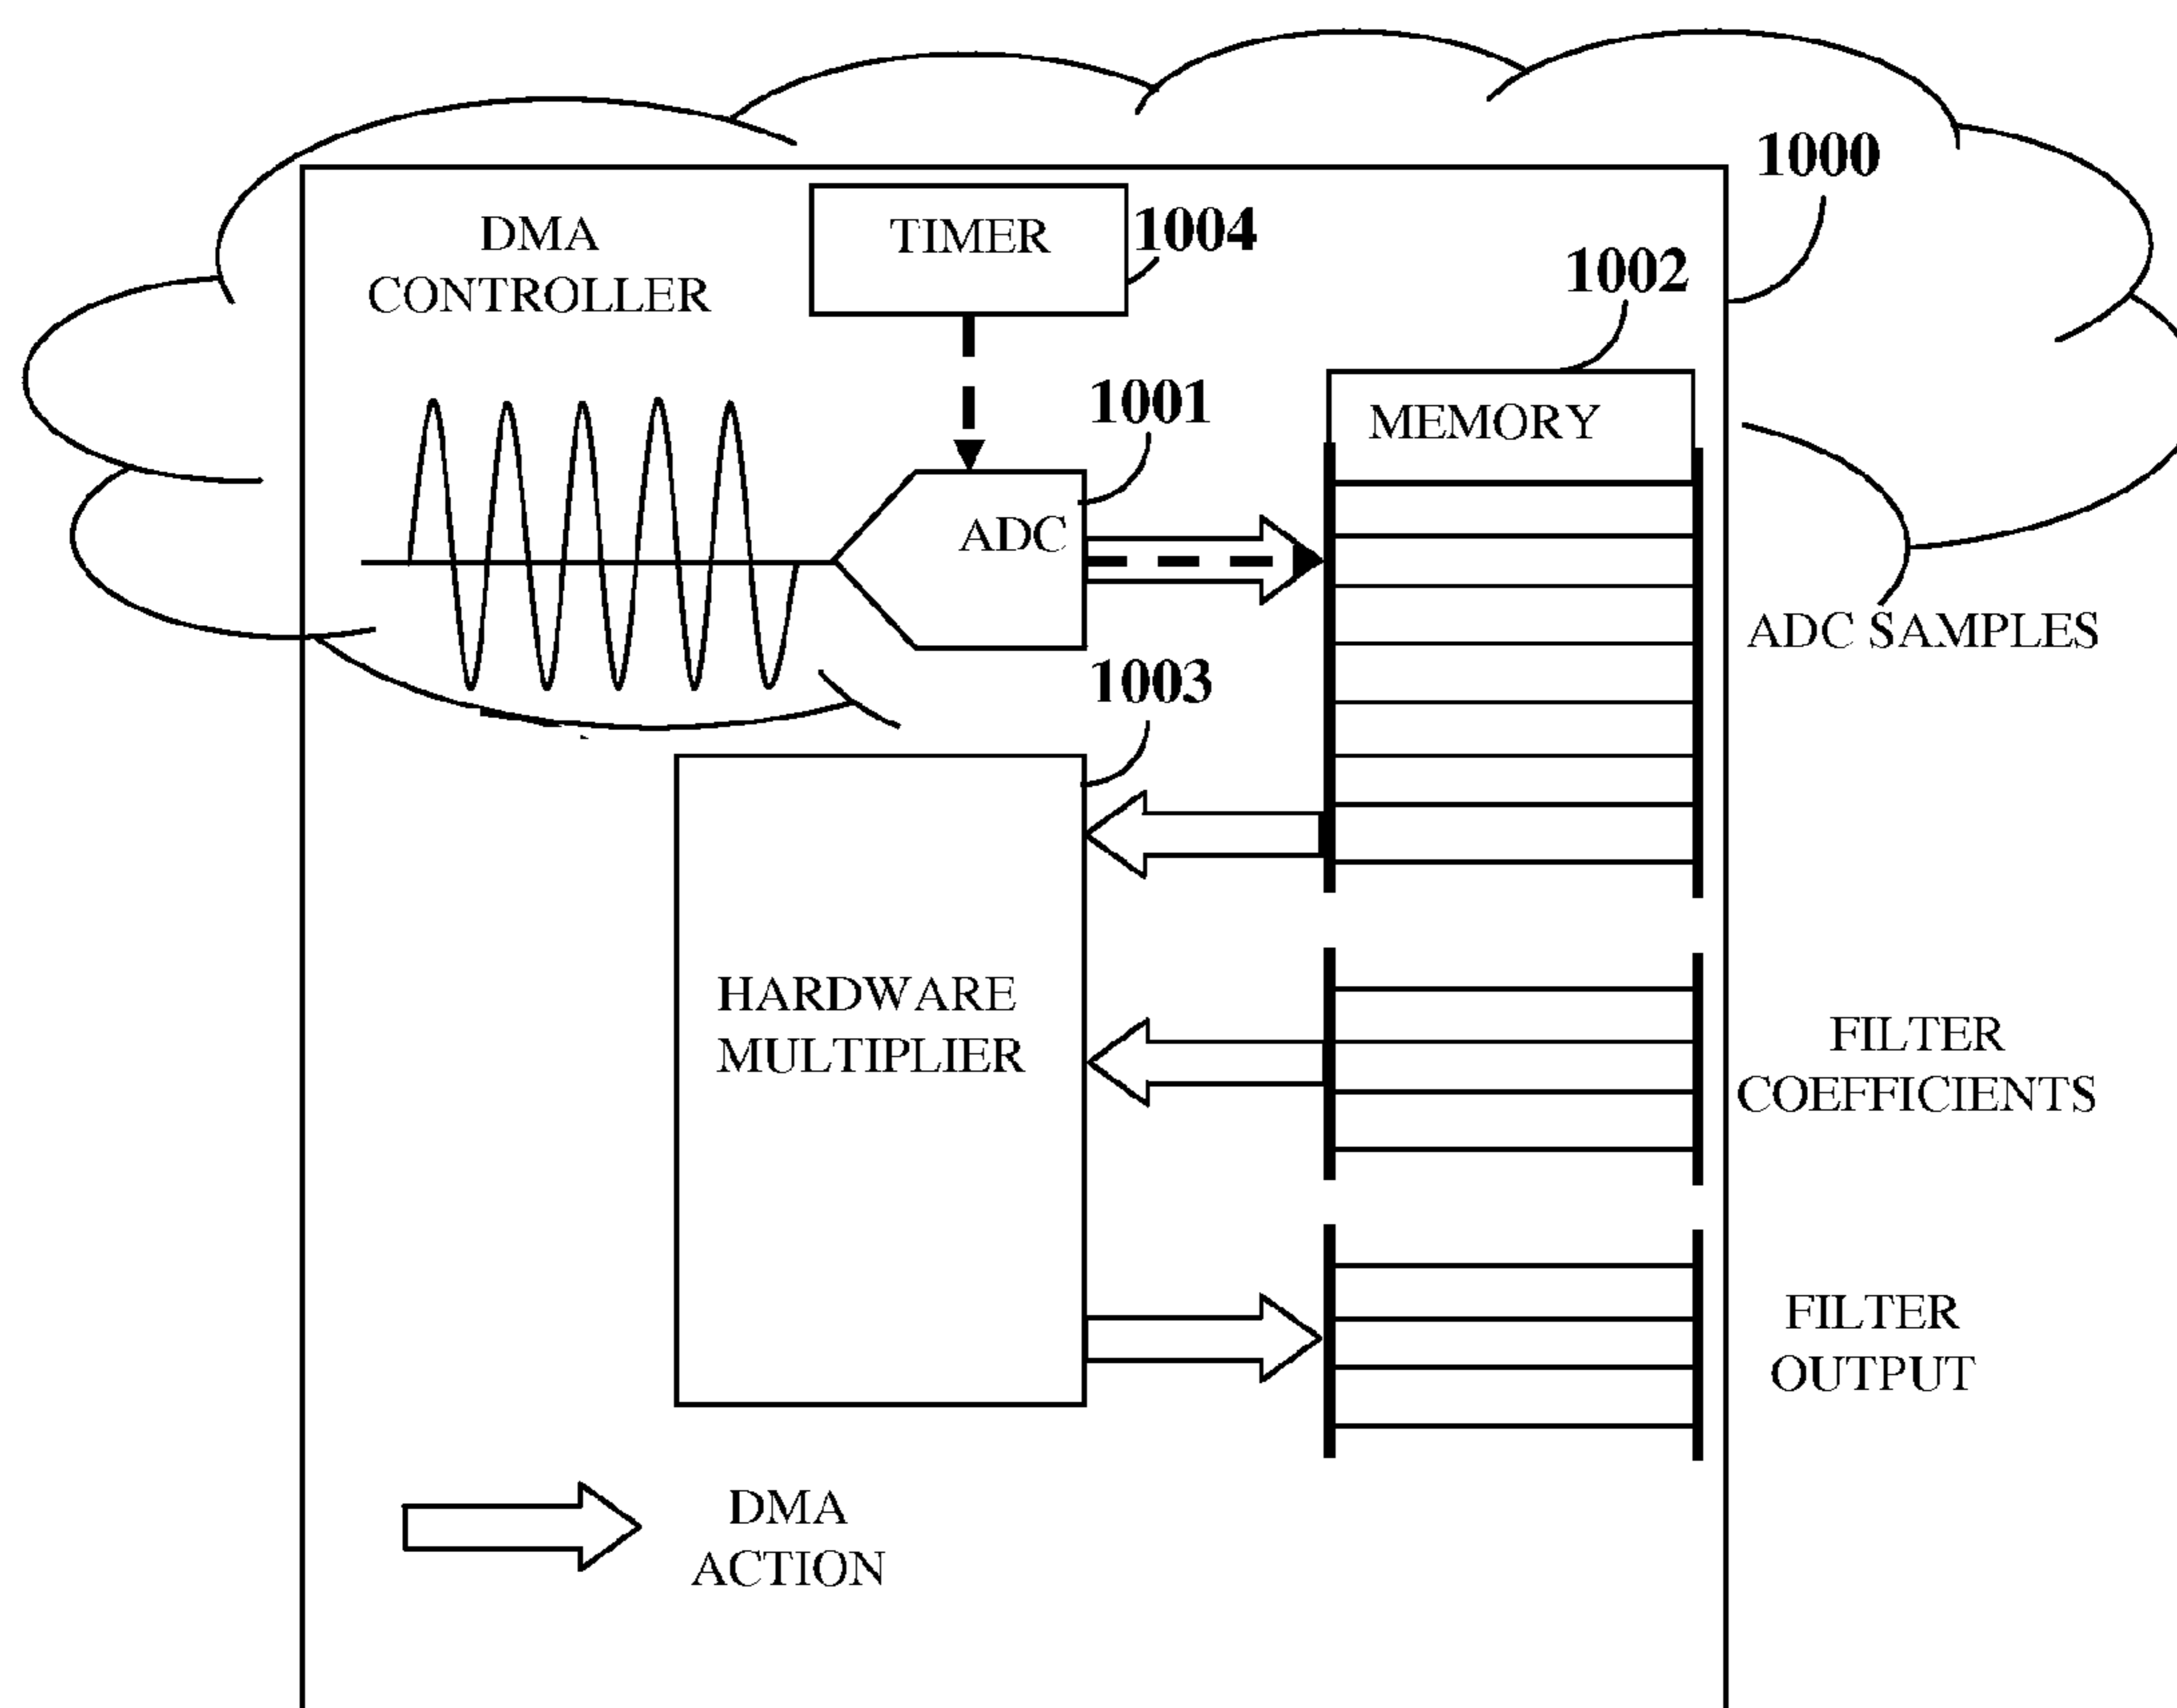 1000
DMA
CONTROLLER
TIMER
1004
1002
1001
MEMORY
ADC
ADC SAMPLES
1003
HARDWARE
MULTIPLIER
FILTER
COEFFICIENTS
FILTER
OUTPUT
DMA
ACTION